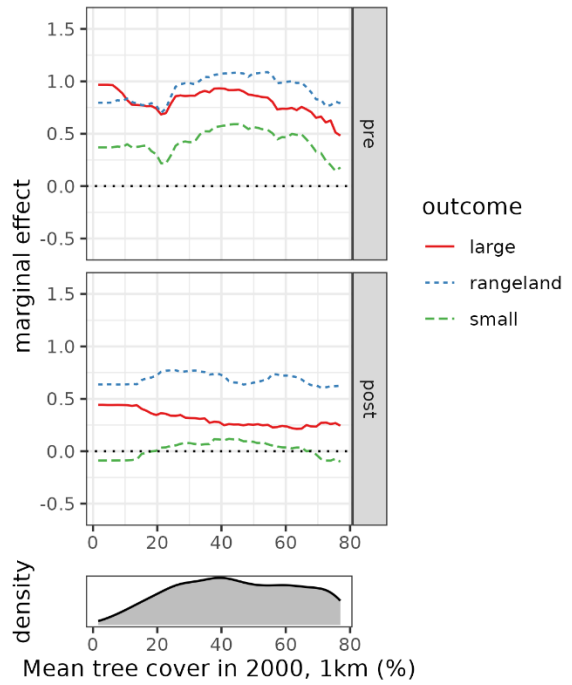 1.5
1.0
0.5
0.0
-0.5
pre
1.5
1.0
0.5
0.0
-0.5
post
marginal effect
0 20 40 60 80
outcome
large
rangeland
small
density
0 20 40 60 80
Mean tree cover in 2000, 1km (%)